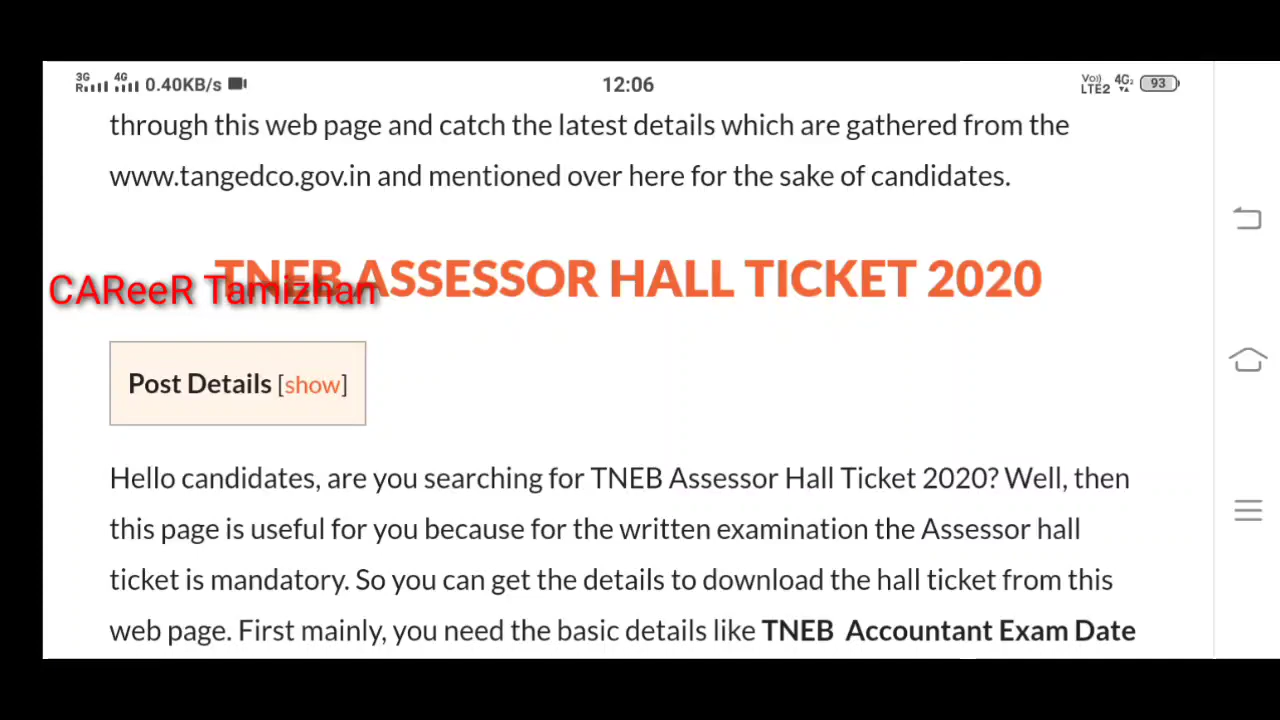 3G R 4G 0.40KB/s 12:06 Vo)) LTE2 4G2 93
through this web page and catch the latest details which are gathered from the
www.tangedco.gov.in and mentioned over here for the sake of candidates.
TNEB ASSESSOR HALL TICKET 2020
CAReeR Tamizhan
Post Details [show]
Hello candidates, are you searching for TNEB Assessor Hall Ticket 2020? Well, then
this page is useful for you because for the written examination the Assessor hall
ticket is mandatory. So you can get the details to download the hall ticket from this
web page. First mainly, you need the basic details like TNEB Accountant Exam Date